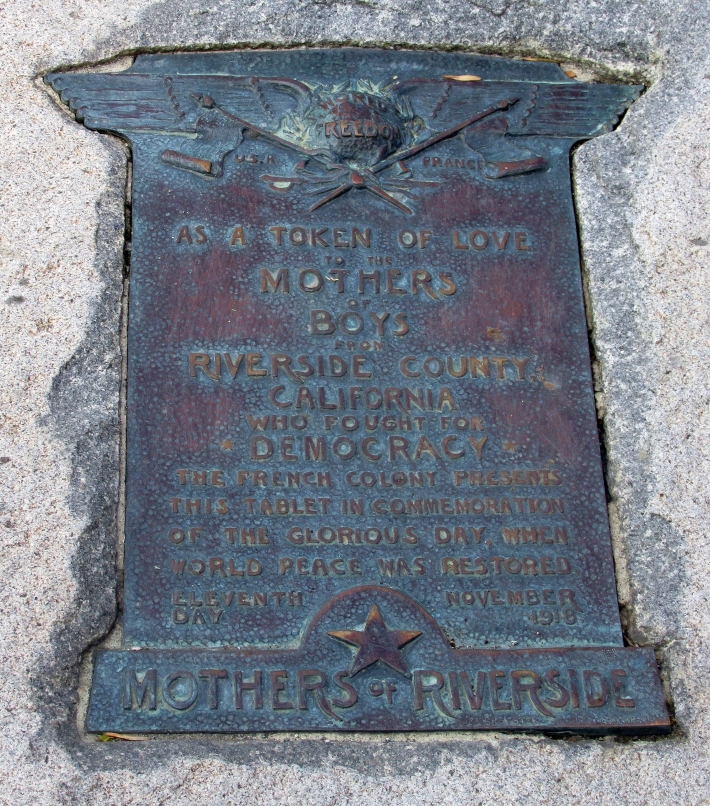 FREEDOM
U.S.A. FRANCE
AS A TOKEN OF LOVE
TO THE
MOTHERS
OF
BOYS
FROM
RIVERSIDE COUNTY,
CALIFORNIA
WHO FOUGHT FOR
DEMOCRACY
THE FRENCH COLONY PRESENTS
THIS TABLET IN COMMEMORATION
OF THE GLORIOUS DAY, WHEN
WORLD PEACE WAS RESTORED
ELEVENTH NOVEMBER
DAY 1918
MOTHERS OF RIVERSIDE